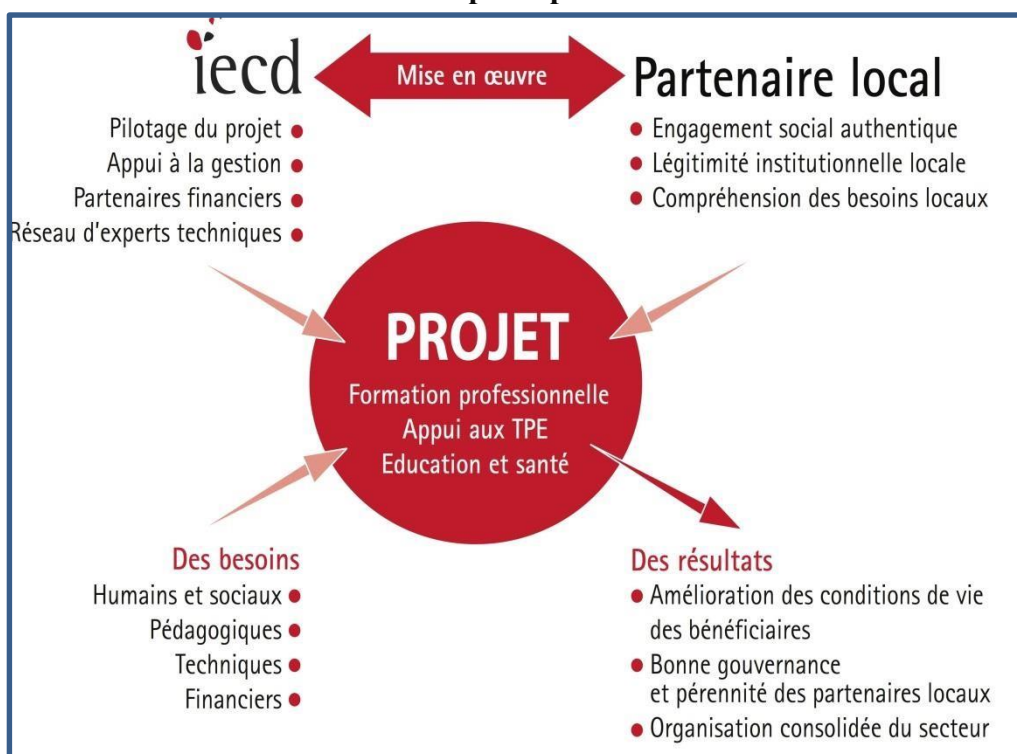 iecd
Mise en œuvre
Partenaire local
Pilotage du projet
Appui à la gestion
Partenaires financiers
Réseau d'experts techniques
• Engagement social authentique
• Légitimité institutionnelle locale
• Compréhension des besoins locaux
PROJET
Formation professionnelle
Appui aux TPE
Education et santé
Des besoins
Humains et sociaux
Pédagogiques
Techniques
Financiers
Des résultats
• Amélioration des conditions de vie
des bénéficiaires
• Bonne gouvernance
et pérennité des partenaires locaux
• Organisation consolidée du secteur